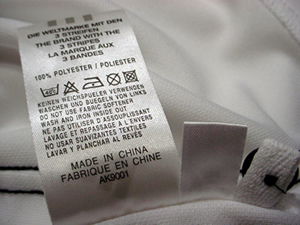 DIE WELTMARKE MIT DEN
3 STREIFEN
THE BRAND WITH THE
3 STRIPES
LA MARQUE AUX
3 BANDES
100% POLYESTER / POLIESTER
KEINEN WEICHSPUELER VERWENDEN
WASCHEN UND BUEGELN VON LINKS
DO NOT USE FABRIC SOFTENER
WASH AND IRON INSIDE OUT
NE PAS UTILISER D'ADOUCISSANTS
LAVAGE ET REPASSAGE A L'ENVERS
NO USAR SUAVIZANTES TEXTILES
LAVAR Y PLANCHAR AL REVES
MADE IN CHINA
FABRIQUE EN CHINE
AK9001